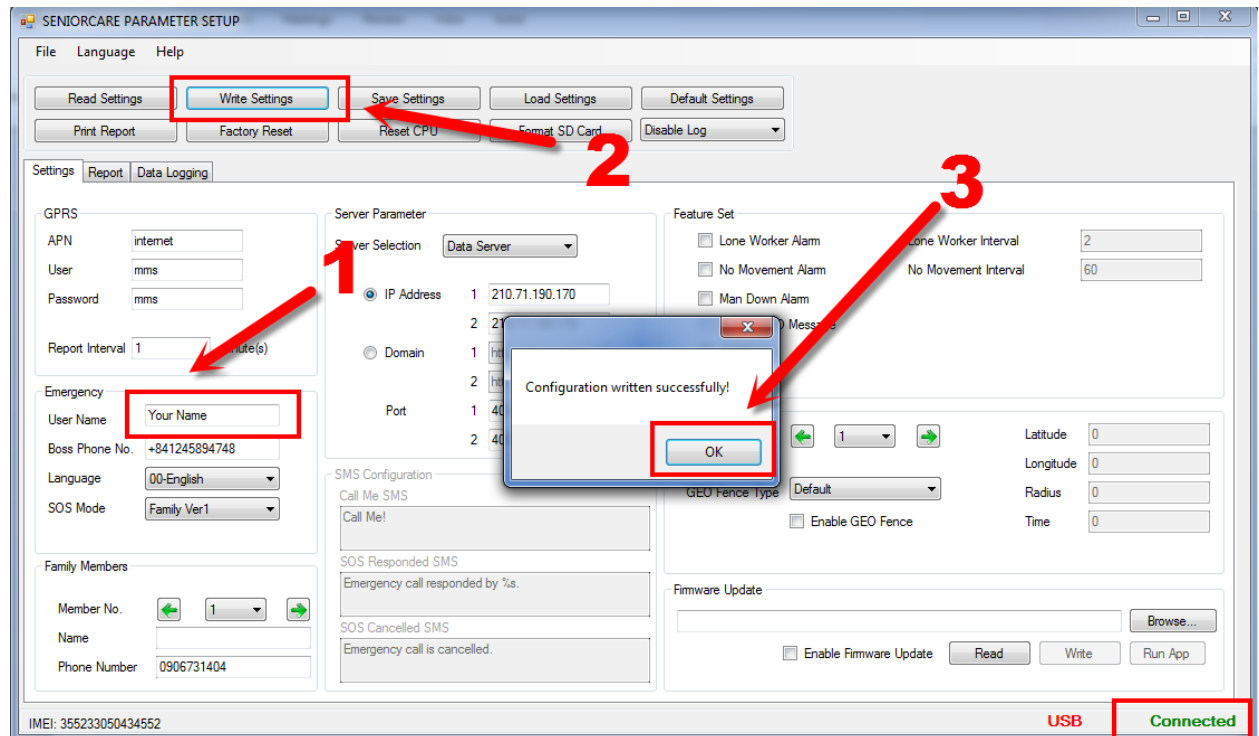 SENIORCARE PARAMETER SETUP
File Language Help
Read Settings Write Settings Save Settings Load Settings Default Settings
Print Report Factory Reset Reset CPU Format SD Card Disable Log
2
Settings Report Data Logging
3
GPRS
APN internet
User mms
Password mms
Report Interval 1
1
Server Parameter
Server Selection Data Server
IP Address 1 210.71.190.170
2
Domain 1
2
Port 1
2
Feature Set
Lone Worker Alarm Lone Worker Interval 2
No Movement Alarm No Movement Interval 60
Man Down Alarm
Message
Configuration written successfully!
OK
Emergency
User Name Your Name
Boss Phone No. +841245894748
Language 00-English
SOS Mode Family Ver1
SMS Configuration
Call Me SMS
Call Me!
SOS Responded SMS
Emergency call responded by %s.
SOS Cancelled SMS
Emergency call is cancelled.
1 Latitude 0
Longitude 0
GEO Fence Type Default Radius 0
Enable GEO Fence Time 0
Family Members
Member No. 1
Name
Phone Number 0906731404
Firmware Update
Browse...
Enable Firmware Update Read Write Run App
IMEI: 355233050434552 USB Connected